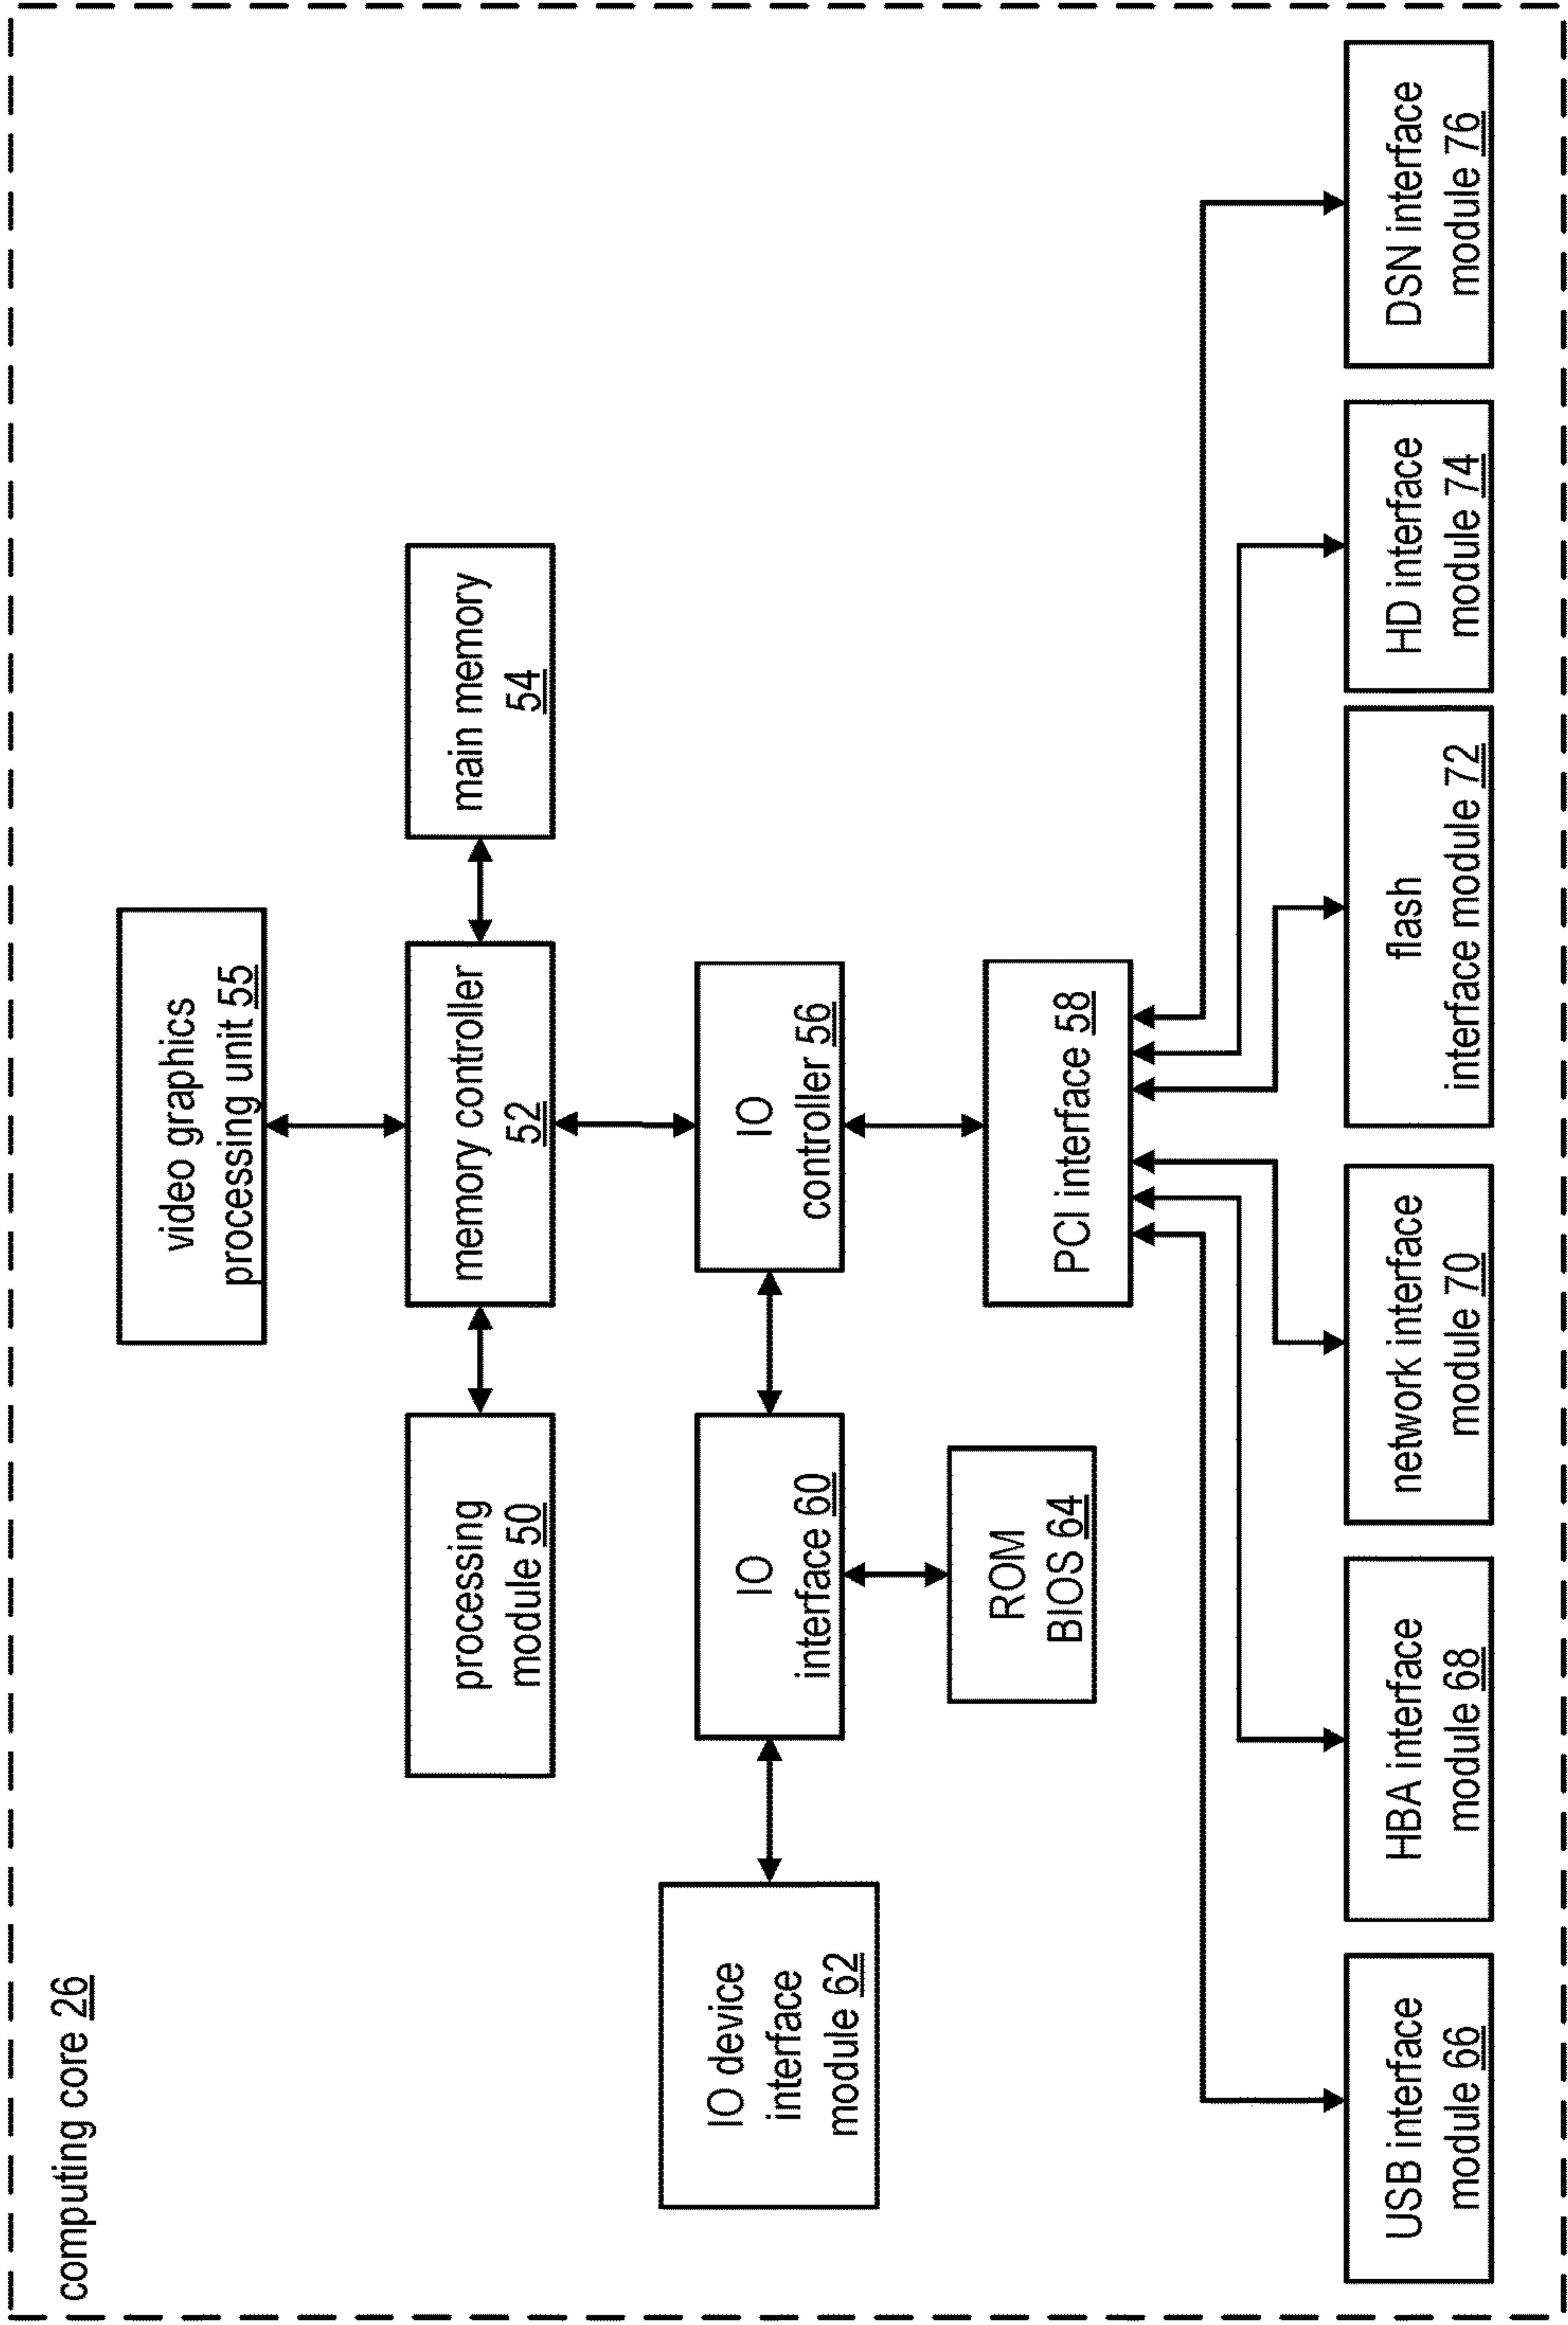 computing core 26
video graphics
processing unit 55
processing
module 50
memory controller
52
main memory
54
IO device
interface
module 62
IO
interface 60
IO
controller 56
ROM
BIOS 64
PCI interface 58
USB interface
module 66
HBA interface
module 68
network interface
module 70
flash
interface module 72
HD interface
module 74
DSN interface
module 76